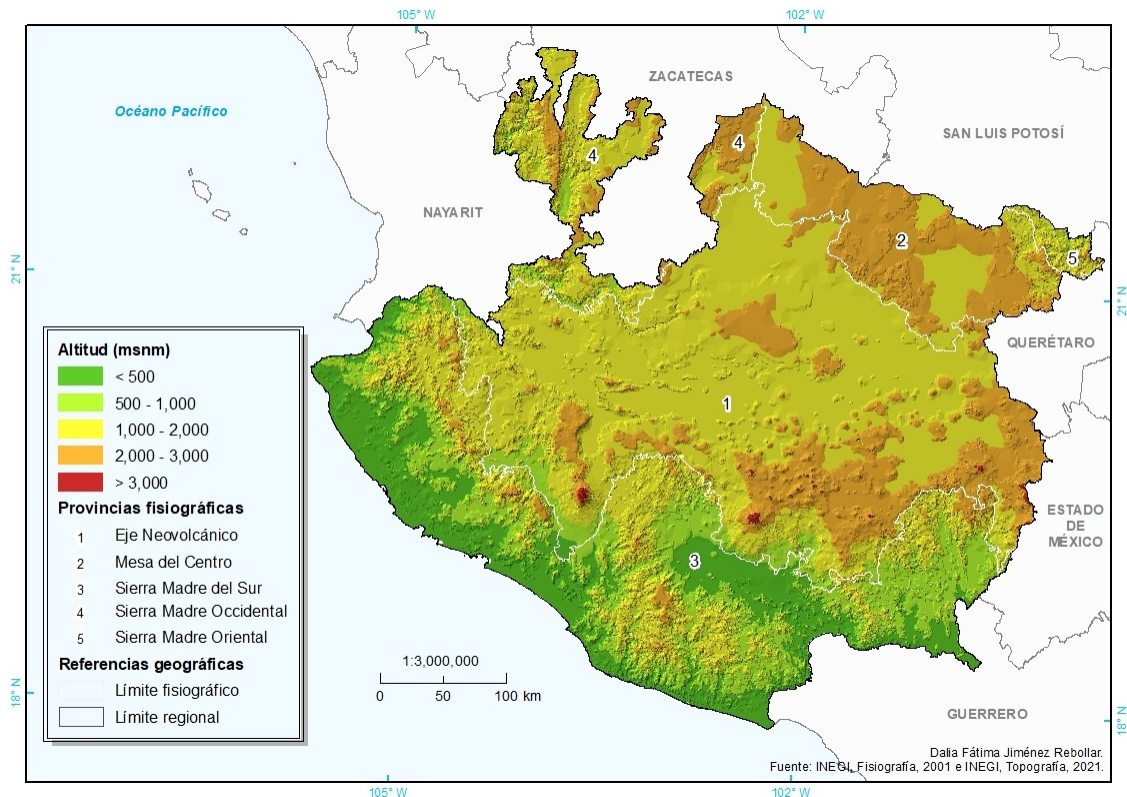 105° W
102° W
ZACATECAS
Océano Pacífico
SAN LUIS POTOSÍ
4
4
NAYARIT
2
5
21° N
21° N
QUERÉTARO
Altitud (msnm)
< 500
500 - 1,000
1,000 - 2,000
2,000 - 3,000
> 3,000
Provincias fisiográficas
1 Eje Neovolcánico
2 Mesa del Centro
3 Sierra Madre del Sur
4 Sierra Madre Occidental
5 Sierra Madre Oriental
Referencias geográficas
Límite fisiográfico
Límite regional
1
ESTADO
DE
MÉXICO
3
1:3,000,000
0 50 100 km
18° N
18° N
GUERRERO
Dalia Fátima Jiménez Rebollar.
Fuente: INEGI, Fisiografía, 2001 e INEGI, Topografía, 2021.
105° W
102° W